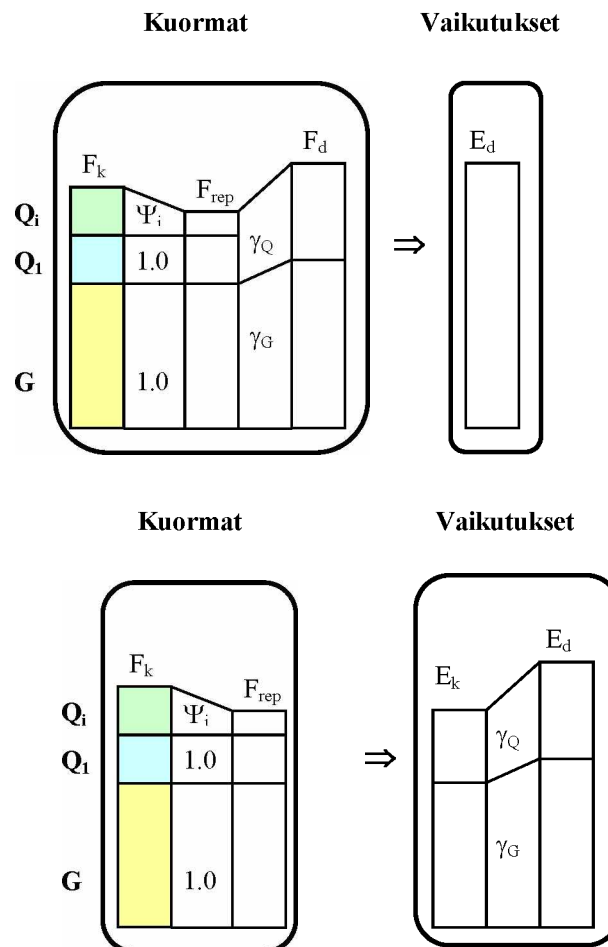 Kuormat Vaikutukset
F_d E_d
F_k
F_rep
Q_i Ψ_i
γ_Q ⇒
Q_1 1.0
γ_G
G 1.0
Kuormat Vaikutukset
E_d
F_k E_k
F_rep
Q_i Ψ_i
γ_Q
Q_1 1.0 ⇒
γ_G
G 1.0